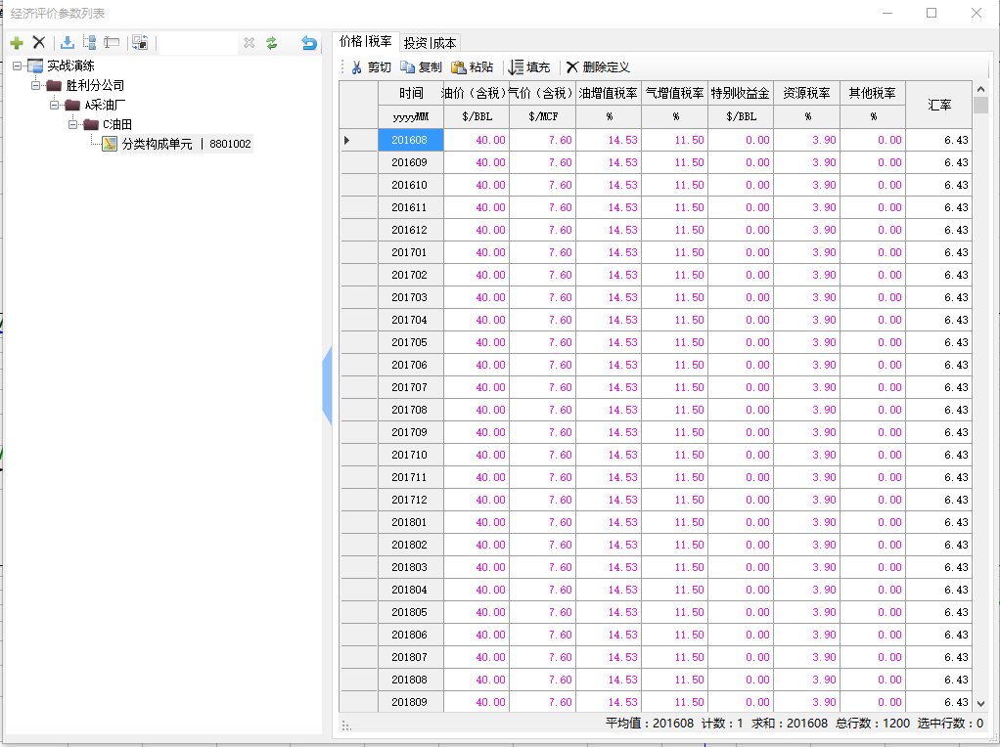 经济评价参数列表
实战演练
胜利分公司
A采油厂
C油田
分类构成单元 | 8801002
价格|税率 投资|成本
剪切 复制 粘贴 填充 删除定义
时间 油价（含税） 气价（含税） 油增值税率 气增值税率 特别收益金 资源税率 其他税率 汇率
yyyyMM $/BBL $/MCF % % $/BBL % %
201608 40.00 7.60 14.53 11.50 0.00 3.90 0.00 6.43
201609 40.00 7.60 14.53 11.50 0.00 3.90 0.00 6.43
201610 40.00 7.60 14.53 11.50 0.00 3.90 0.00 6.43
201611 40.00 7.60 14.53 11.50 0.00 3.90 0.00 6.43
201612 40.00 7.60 14.53 11.50 0.00 3.90 0.00 6.43
201701 40.00 7.60 14.53 11.50 0.00 3.90 0.00 6.43
201702 40.00 7.60 14.53 11.50 0.00 3.90 0.00 6.43
201703 40.00 7.60 14.53 11.50 0.00 3.90 0.00 6.43
201704 40.00 7.60 14.53 11.50 0.00 3.90 0.00 6.43
201705 40.00 7.60 14.53 11.50 0.00 3.90 0.00 6.43
201706 40.00 7.60 14.53 11.50 0.00 3.90 0.00 6.43
201707 40.00 7.60 14.53 11.50 0.00 3.90 0.00 6.43
201708 40.00 7.60 14.53 11.50 0.00 3.90 0.00 6.43
201709 40.00 7.60 14.53 11.50 0.00 3.90 0.00 6.43
201710 40.00 7.60 14.53 11.50 0.00 3.90 0.00 6.43
201711 40.00 7.60 14.53 11.50 0.00 3.90 0.00 6.43
201712 40.00 7.60 14.53 11.50 0.00 3.90 0.00 6.43
201801 40.00 7.60 14.53 11.50 0.00 3.90 0.00 6.43
201802 40.00 7.60 14.53 11.50 0.00 3.90 0.00 6.43
201803 40.00 7.60 14.53 11.50 0.00 3.90 0.00 6.43
201804 40.00 7.60 14.53 11.50 0.00 3.90 0.00 6.43
201805 40.00 7.60 14.53 11.50 0.00 3.90 0.00 6.43
201806 40.00 7.60 14.53 11.50 0.00 3.90 0.00 6.43
201807 40.00 7.60 14.53 11.50 0.00 3.90 0.00 6.43
201808 40.00 7.60 14.53 11.50 0.00 3.90 0.00 6.43
201809 40.00 7.60 14.53 11.50 0.00 3.90 0.00 6.43
平均值：201608 计数：1 求和：201608 总行数：1200 选中行数：0